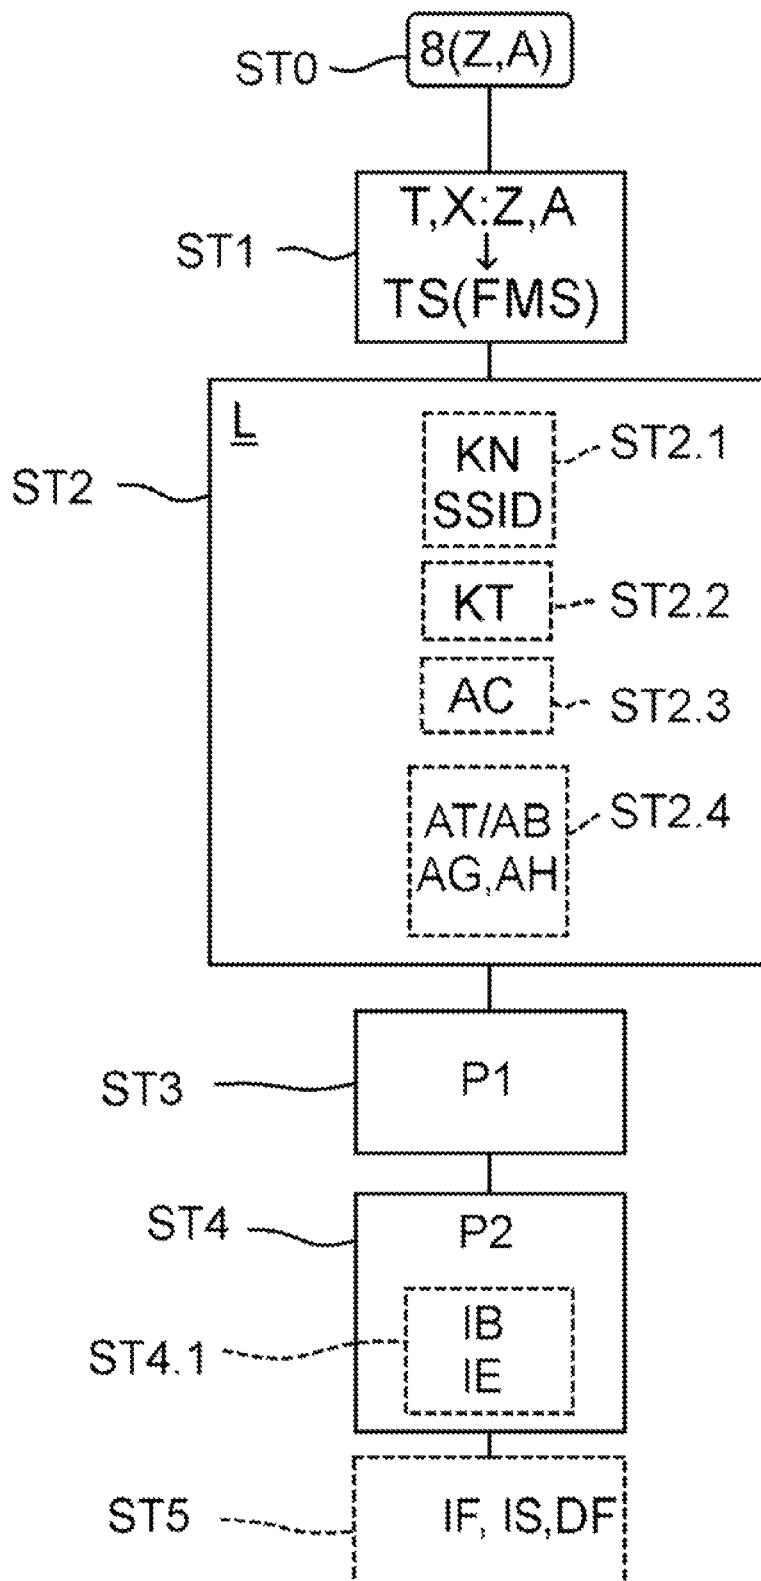 8(Z,A)
ST0
T,X:Z,A
ST1
TS(FMS)
L
ST2
KN
SSID
ST2.1
KT
ST2.2
AC
ST2.3
AT/AB
AG,AH
ST2.4
P1
ST3
ST4
P2
IB
IE
ST4.1
ST5
IF, IS,DF